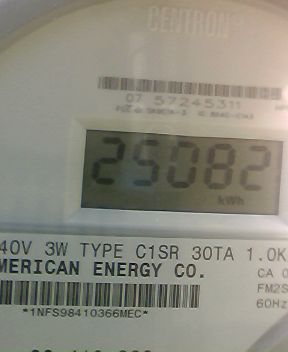 CENTRON®
07 57245311
25082
kWh
40V 3W TYPE C1SR 30TA 1.0K
MERICAN ENERGY CO.
CA 0
FM2S
60Hz
*1NFS98410366MEC*